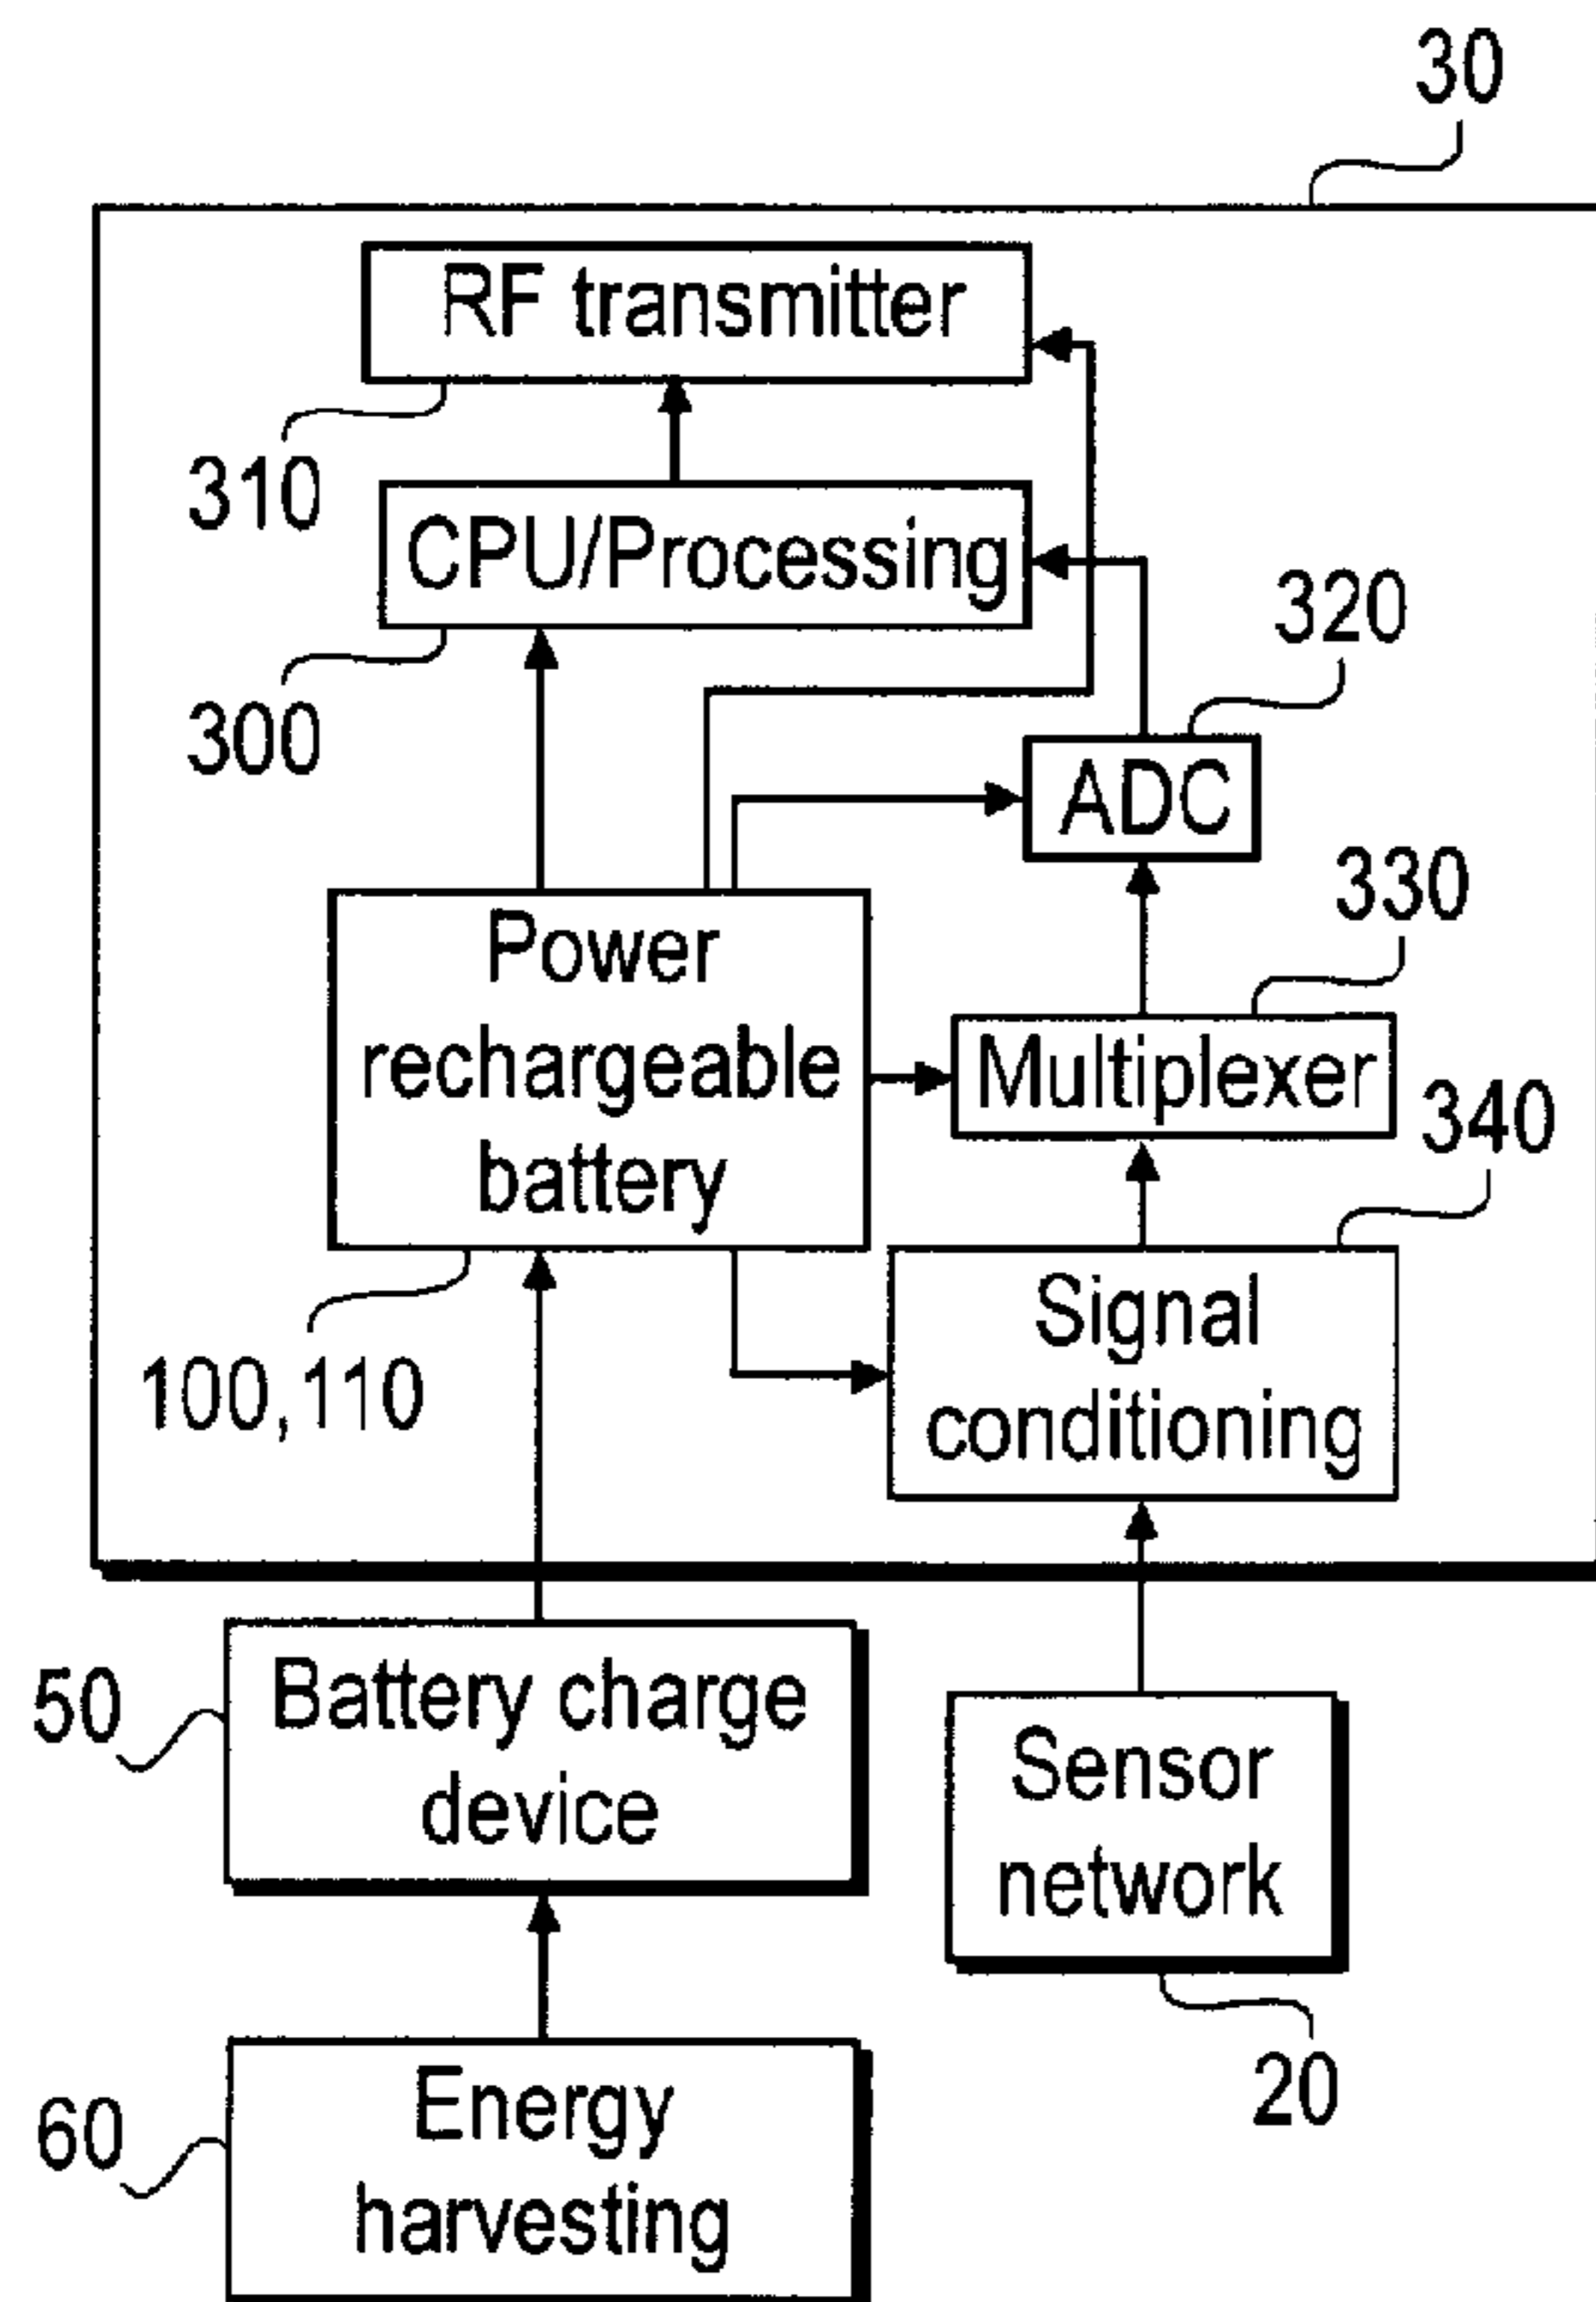 30
RF transmitter
310
CPU/Processing
320
300
ADC
330
Power
rechargeable
battery
Multiplexer
340
Signal
conditioning
100,110
50
Battery charge
device
Sensor
network
20
60
Energy
harvesting